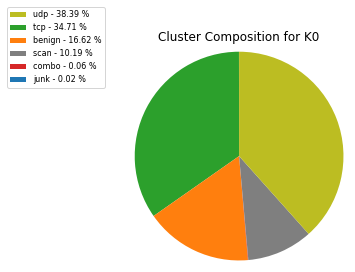 udp - 38.39 %
tcp - 34.71 %
benign - 16.62 %
scan - 10.19 %
combo - 0.06 %
junk - 0.02 %
Cluster Composition for K0